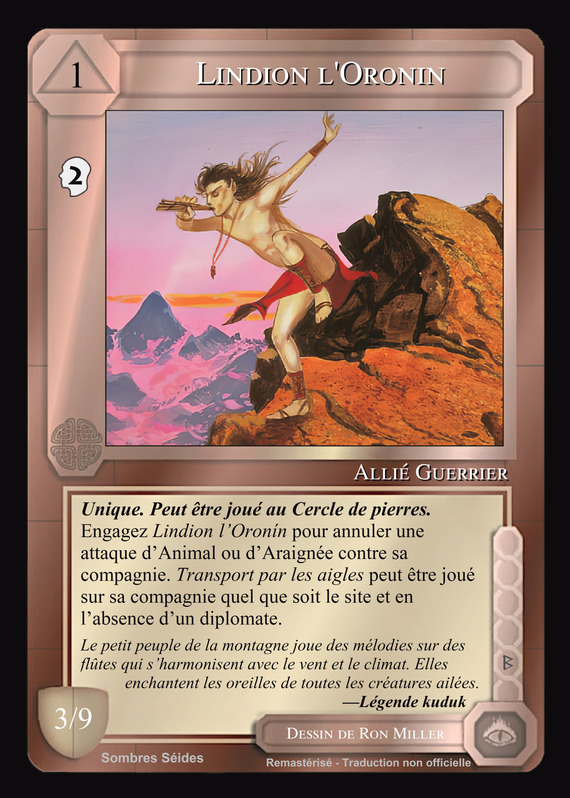 1
LINDION L'ORONIN
2
ALLIÉ GUERRIER
Unique. Peut être joué au Cercle de pierres.
Engagez Lindion l’Oronín pour annuler une
attaque d’Animal ou d’Araignée contre sa
compagnie. Transport par les aigles peut être joué
sur sa compagnie quel que soit le site et en
l’absence d’un diplomate.
Le petit peuple de la montagne joue des mélodies sur des
flûtes qui s’harmonisent avec le vent et le climat. Elles
enchantent les oreilles de toutes les créatures ailées.
—Légende kuduk
ᛒ
3/9
DESSIN DE RON MILLER
Sombres Séides
Remastérisé - Traduction non officielle